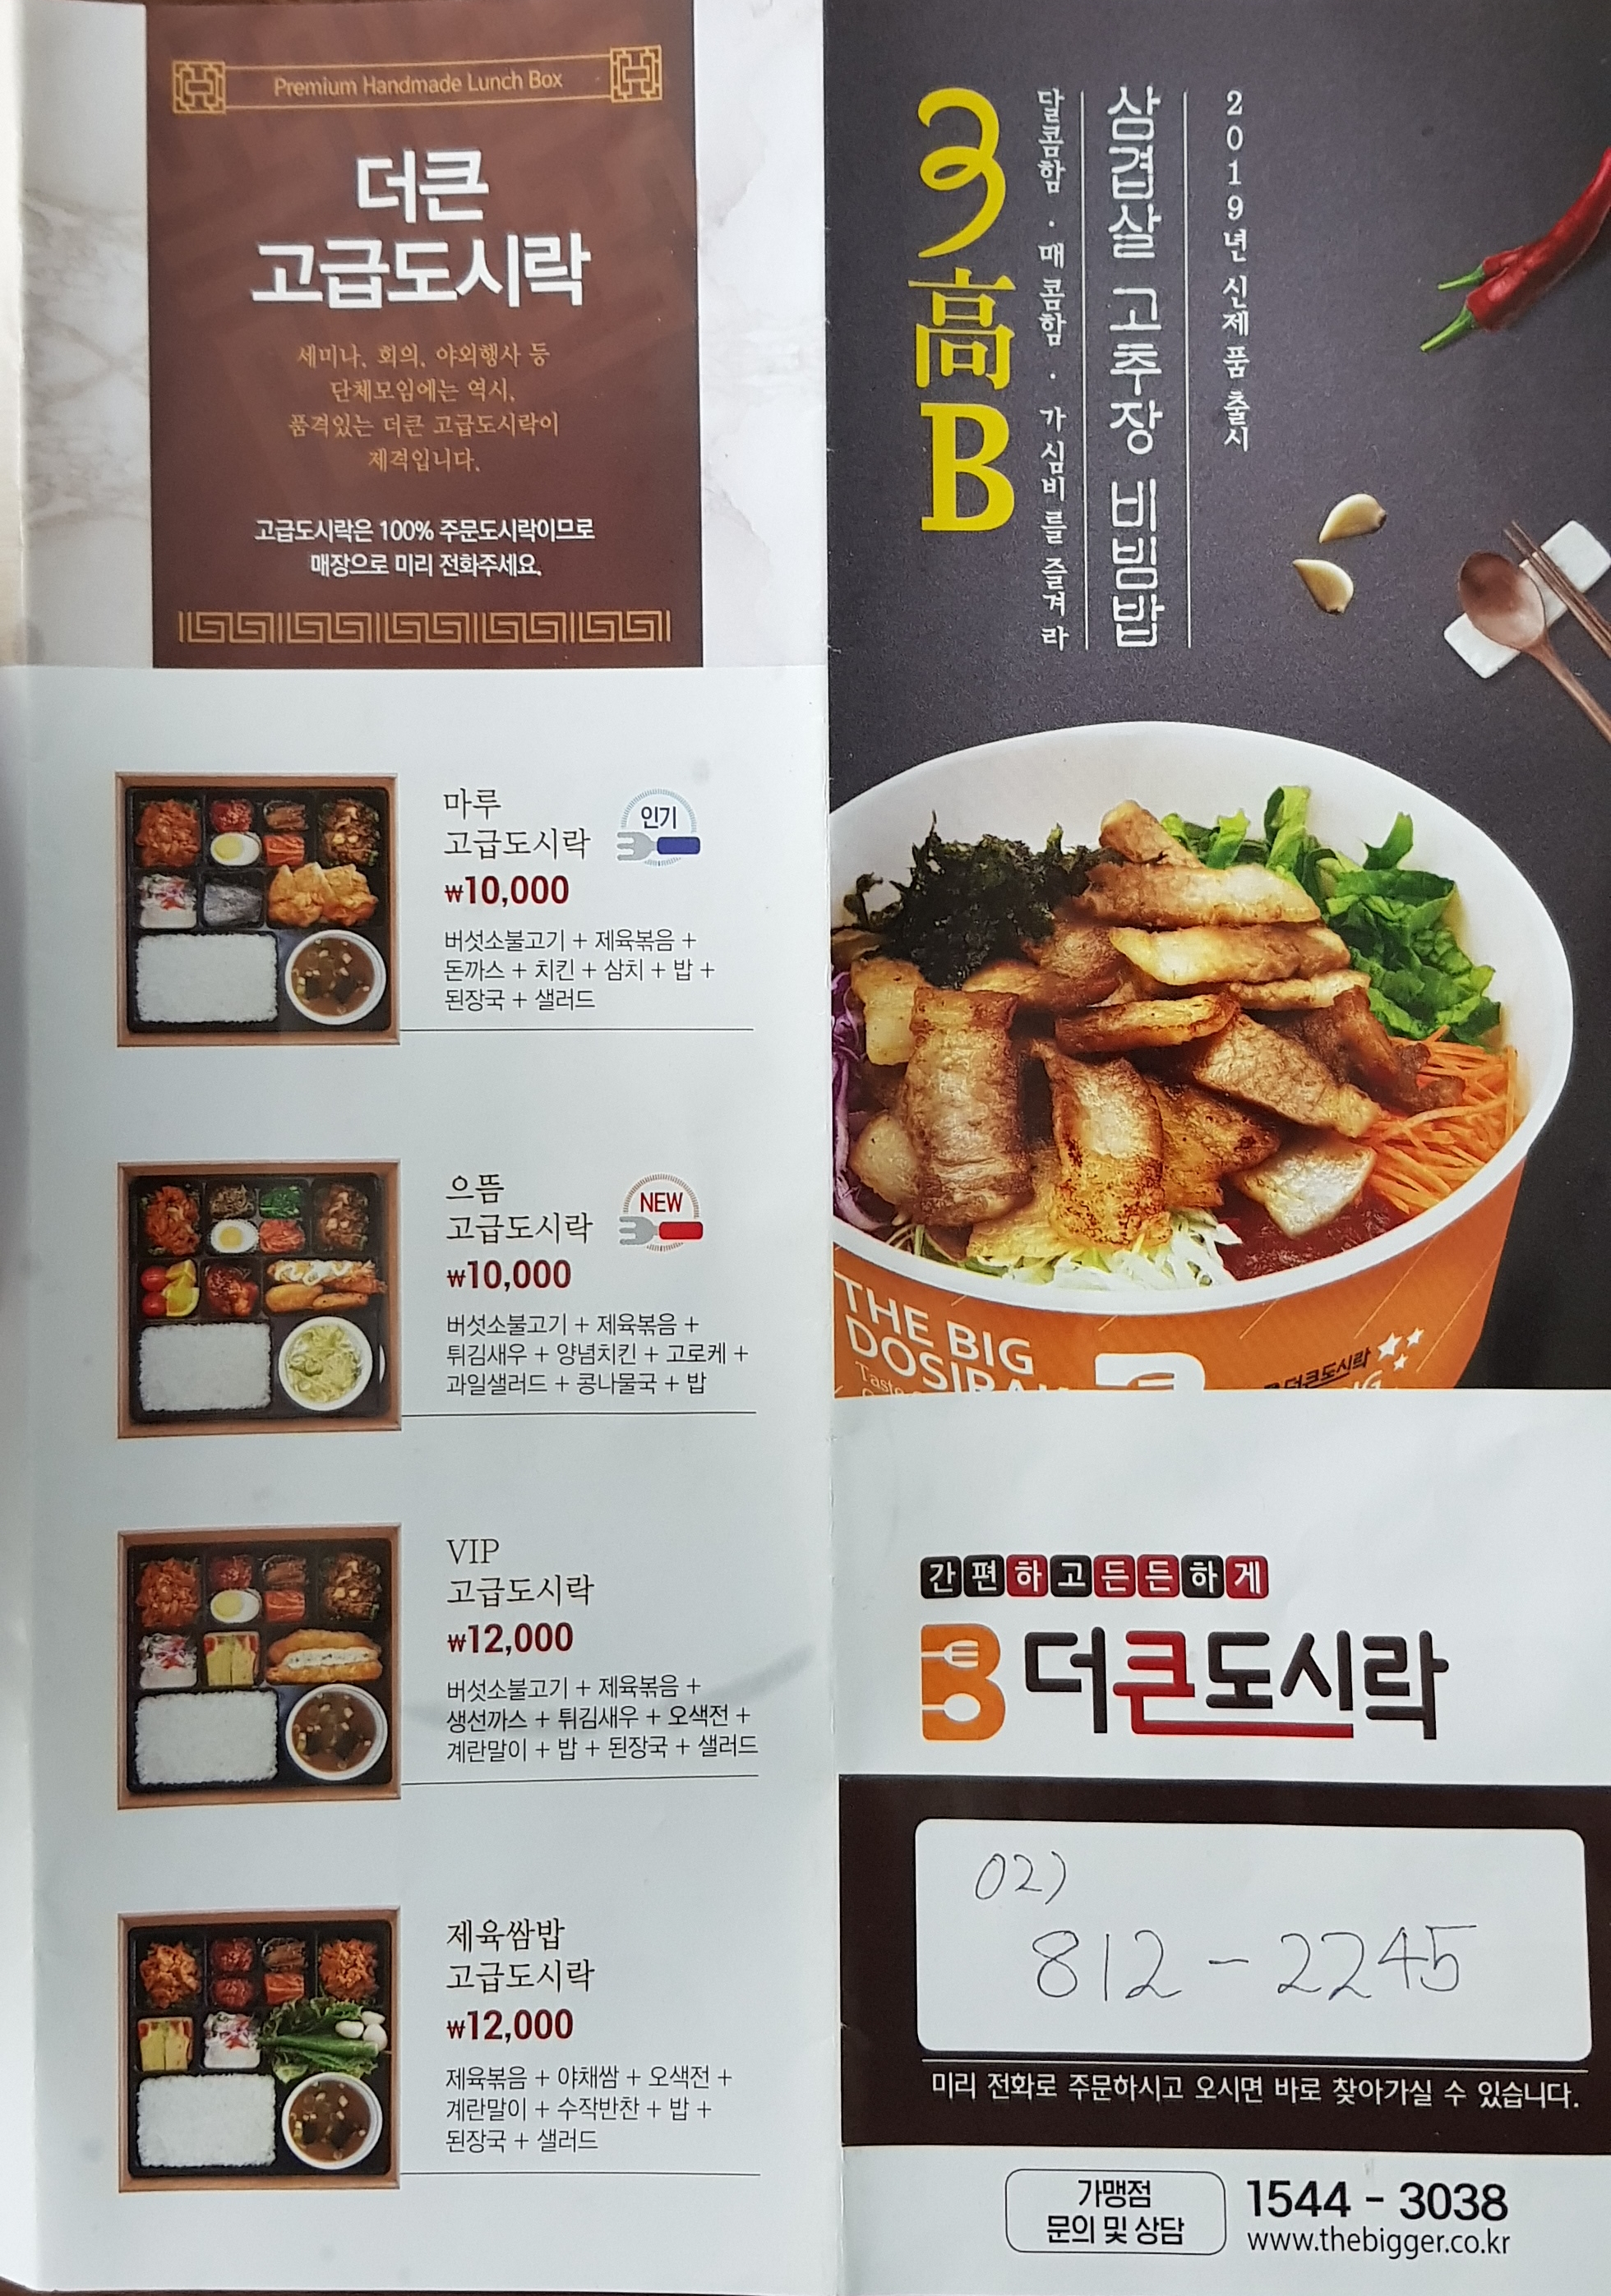 Premium Handmade Lunch Box
더큰
고급도시락
세미나, 회의, 야외행사 등
단체모임에는 역시,
품격있는 더큰 고급도시락이
제격입니다.
고급도시락은 100% 주문도시락이므로
매장으로 미리 전화주세요.
마루
고급도시락
인기
₩10,000
버섯소불고기 + 제육볶음 +
돈까스 + 치킨 + 삼치 + 밥 +
된장국 + 샐러드
으뜸
고급도시락
NEW
₩10,000
버섯소불고기 + 제육볶음 +
튀김새우 + 양념치킨 + 고로케 +
과일샐러드 + 콩나물국 + 밥
VIP
고급도시락
₩12,000
버섯소불고기 + 제육볶음 +
생선까스 + 튀김새우 + 오색전 +
계란말이 + 밥 + 된장국 + 샐러드
제육쌈밥
고급도시락
₩12,000
제육볶음 + 야채쌈 + 오색전 +
계란말이 + 수작반찬 + 밥 +
된장국 + 샐러드
2019년 신제품 출시
삼겹살 고추장 비빔밥
달콤함 · 매콤함 · 가심비를 즐겨라
3高B
THE BIG
DOSIRAK
더큰도시락
간편하고든든하게
더큰도시락
02)
812-2245
미리 전화로 주문하시고 오시면 바로 찾아가실 수 있습니다.
가맹점
문의 및 상담
1544 - 3038
www.thebigger.co.kr